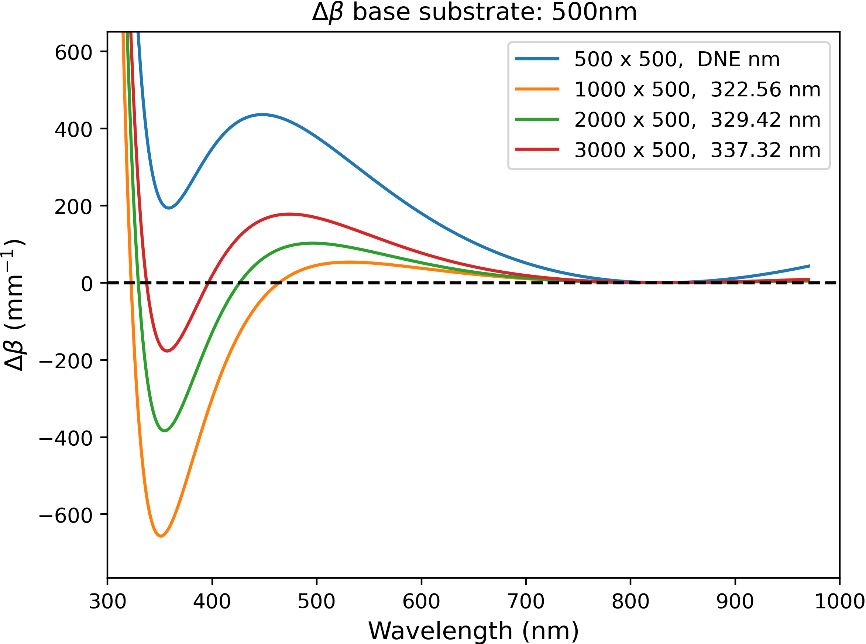 Δβ base substrate: 500nm
500 x 500, DNE nm
1000 x 500, 322.56 nm
2000 x 500, 329.42 nm
3000 x 500, 337.32 nm
600
400
200
0
−200
−400
−600
Δβ (mm⁻¹)
300 400 500 600 700 800 900 1000
Wavelength (nm)